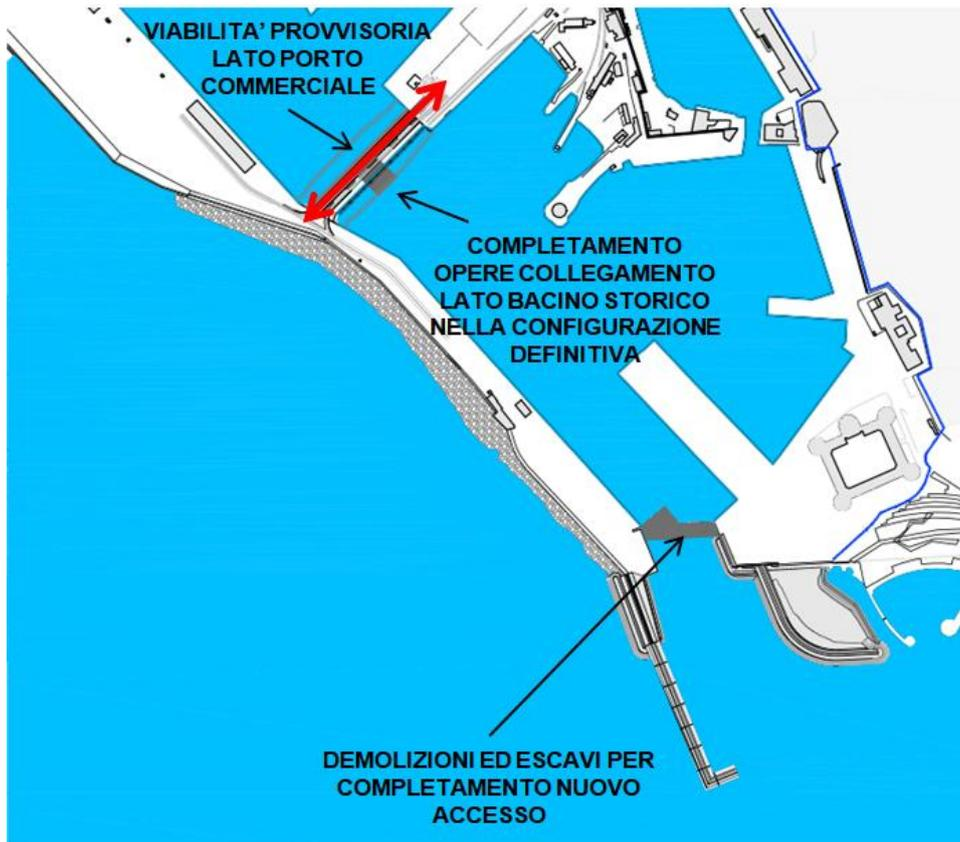 VIABILITA' PROVVISORIA
LATO PORTO
COMMERCIALE
COMPLETAMENTO
OPERE COLLEGAMENTO
LATO BACINO STORICO
NELLA CONFIGURAZIONE
DEFINITIVA
DEMOLIZIONI ED ESCAVI PER
COMPLETAMENTO NUOVO
ACCESSO